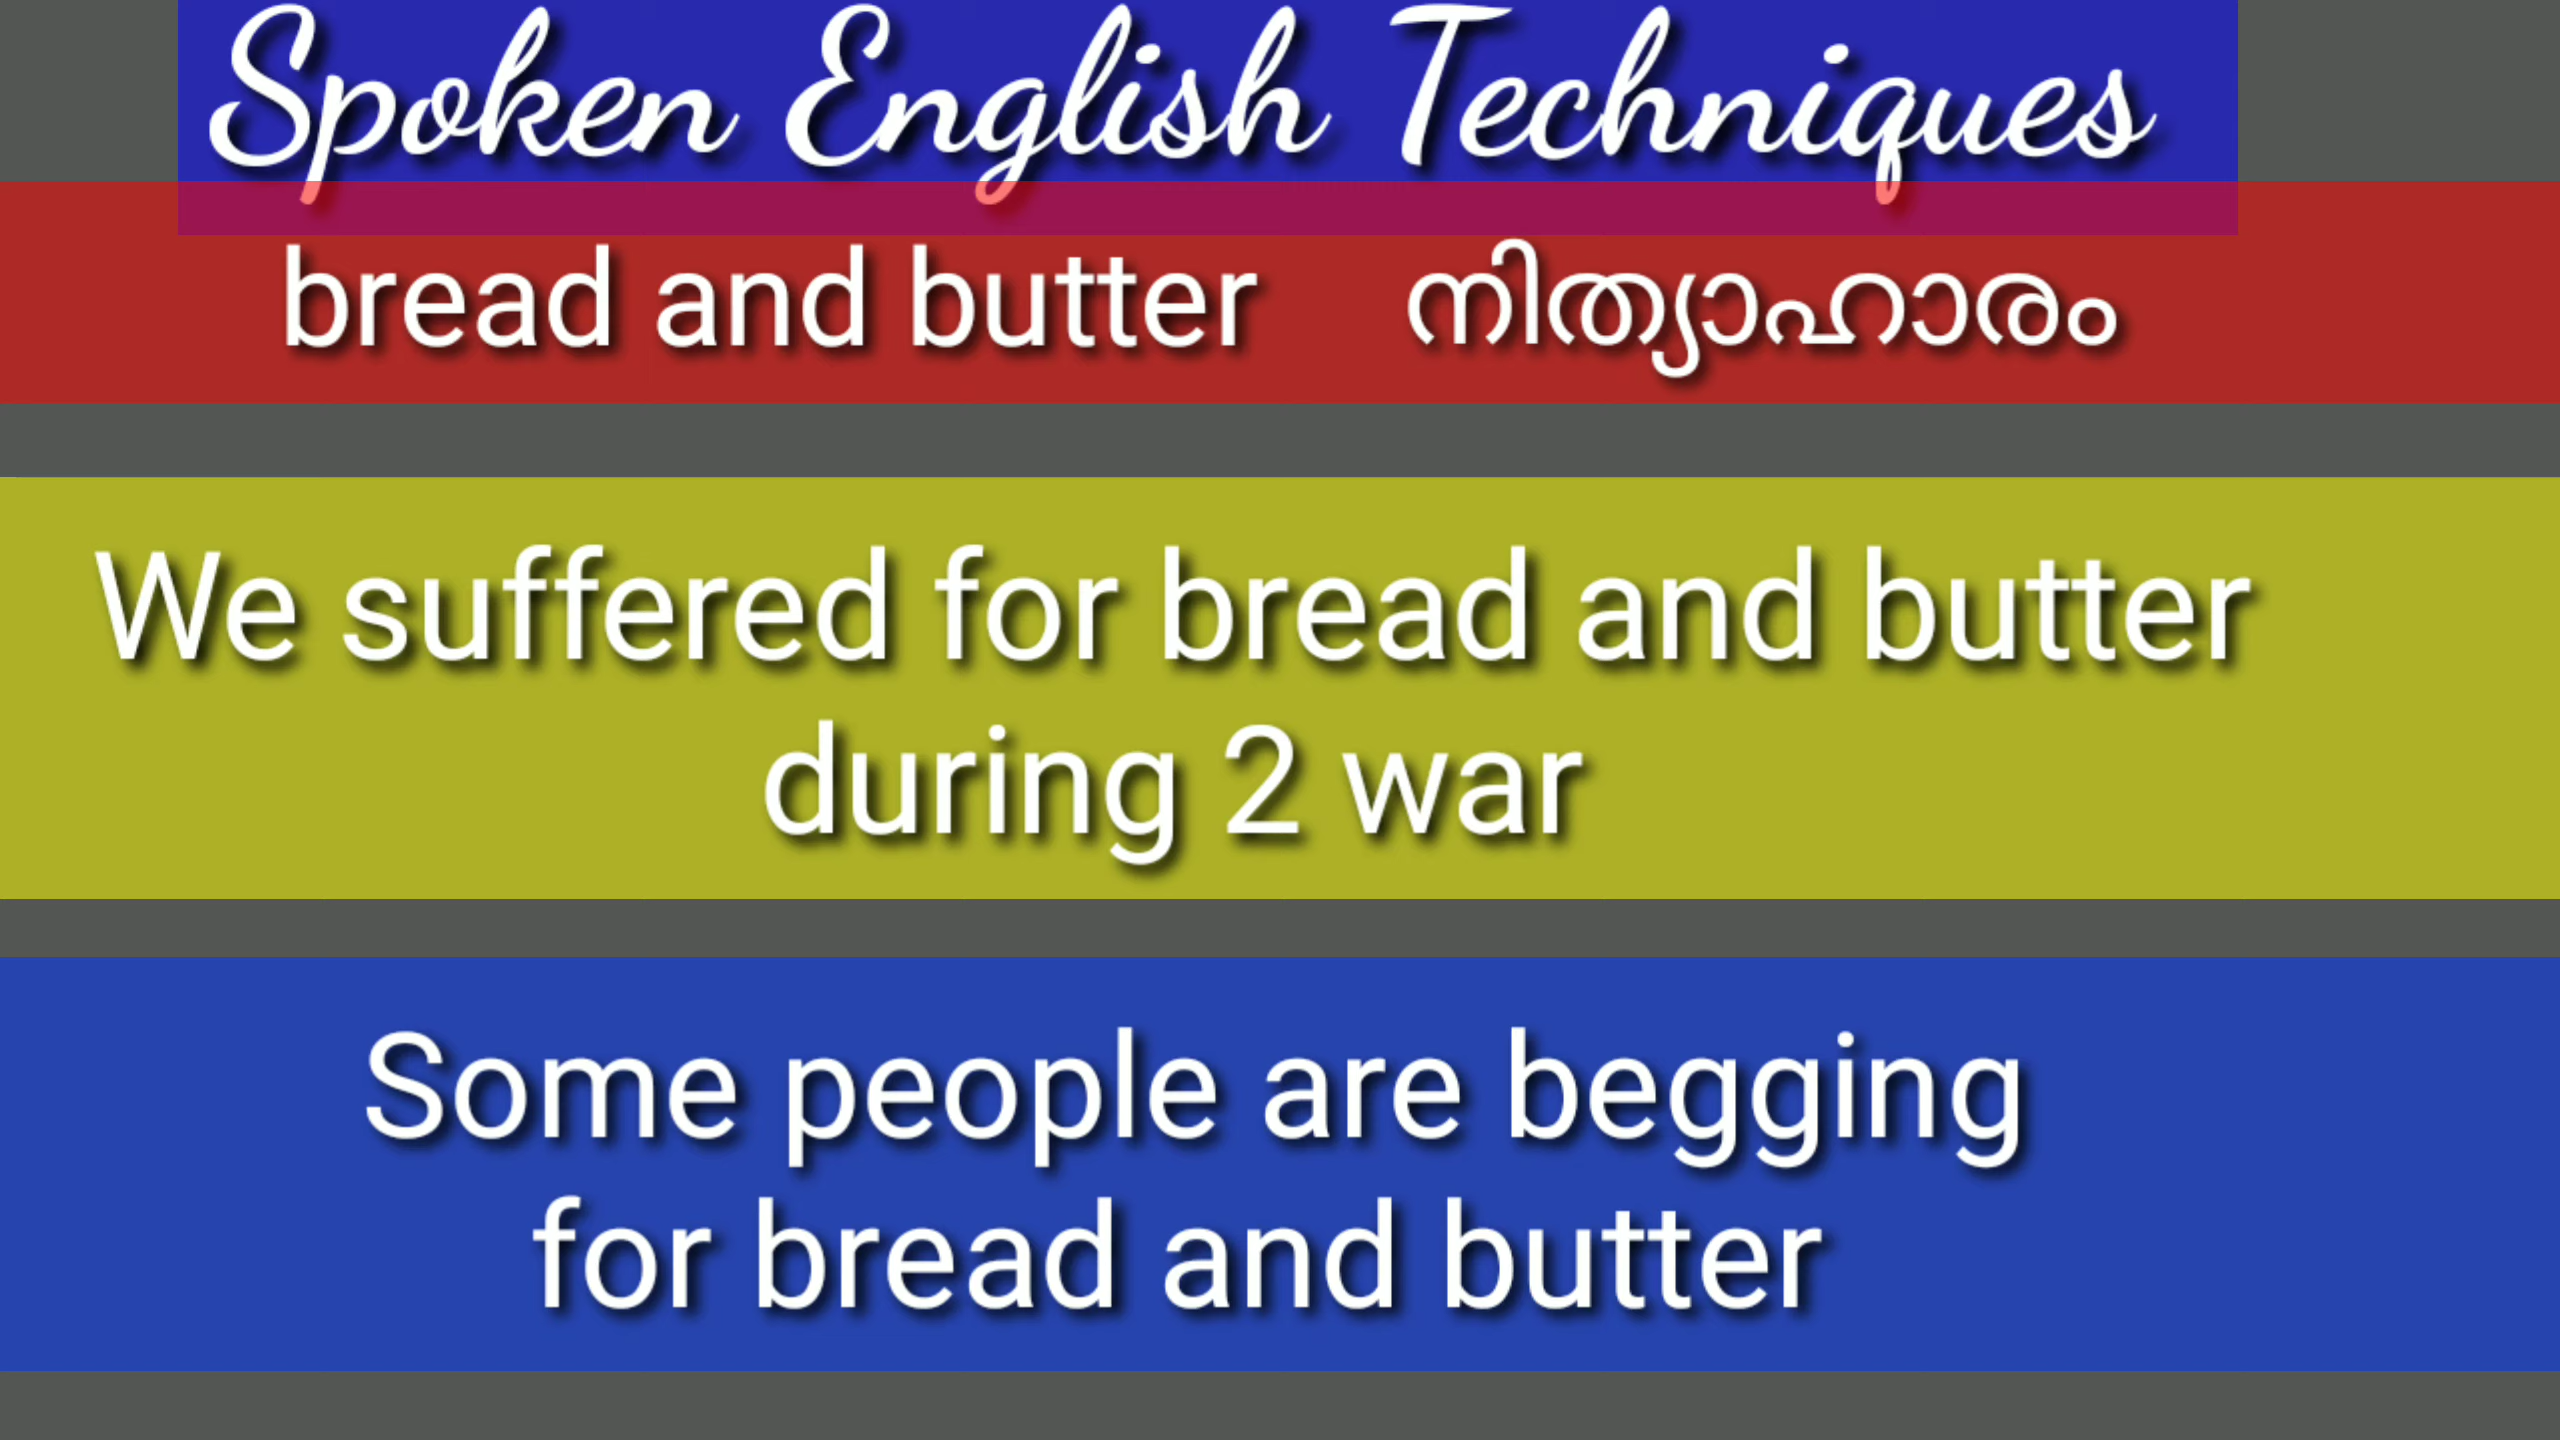 Spoken English Techniques
bread and butter നിത്യാഹാരം
We suffered for bread and butter
during 2 war
Some people are begging
for bread and butter